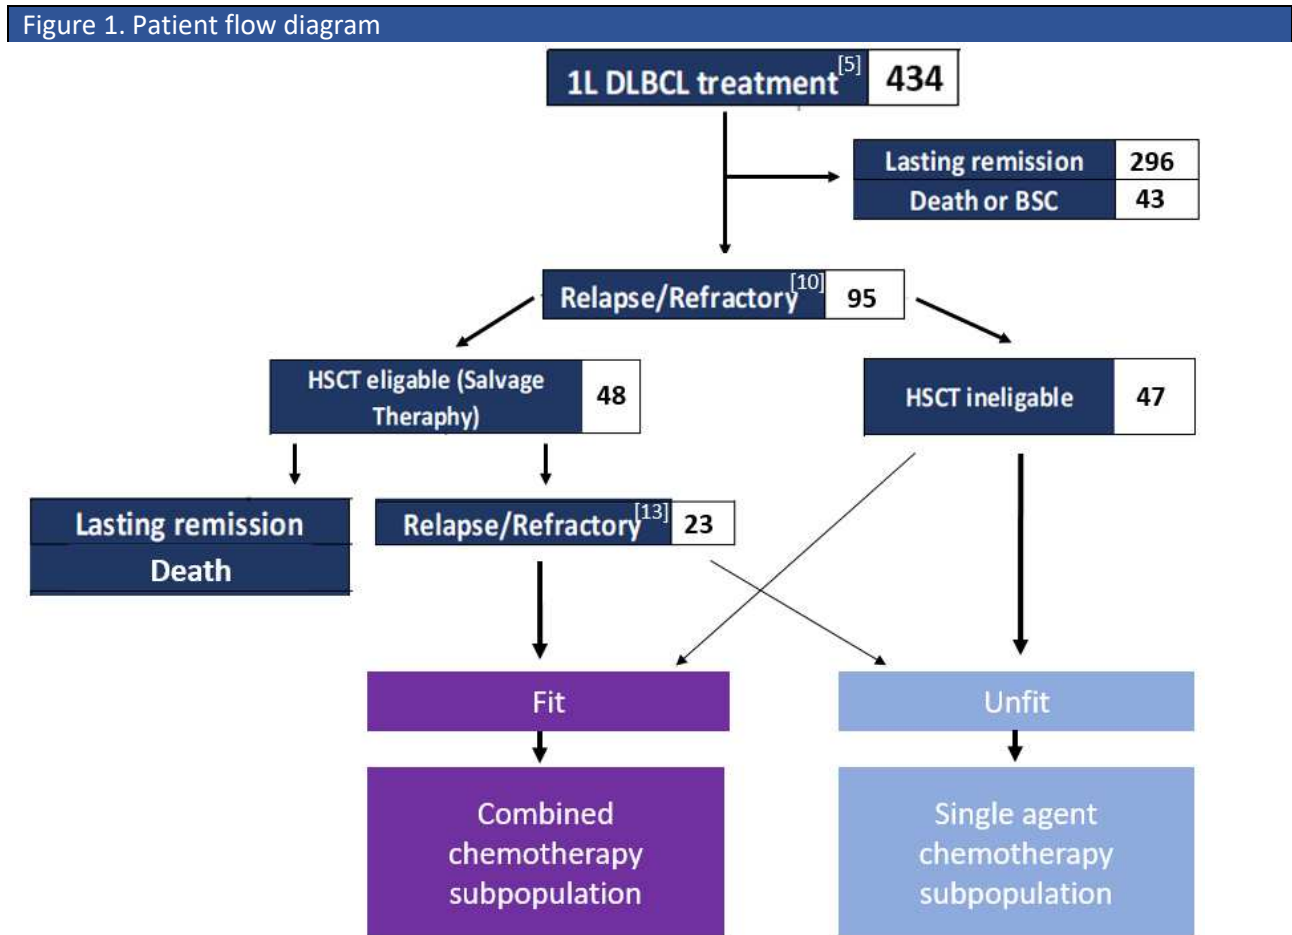 Figure 1. Patient flow diagram
1L DLBCL treatment[5] 434
Lasting remission 296
Death or BSC 43
Relapse/Refractory[10] 95
HSCT eligable (Salvage
Theraphy) 48
HSCT ineligable 47
Lasting remission
Death
Relapse/Refractory[13] 23
Fit
Unfit
Combined
chemotherapy
subpopulation
Single agent
chemotherapy
subpopulation